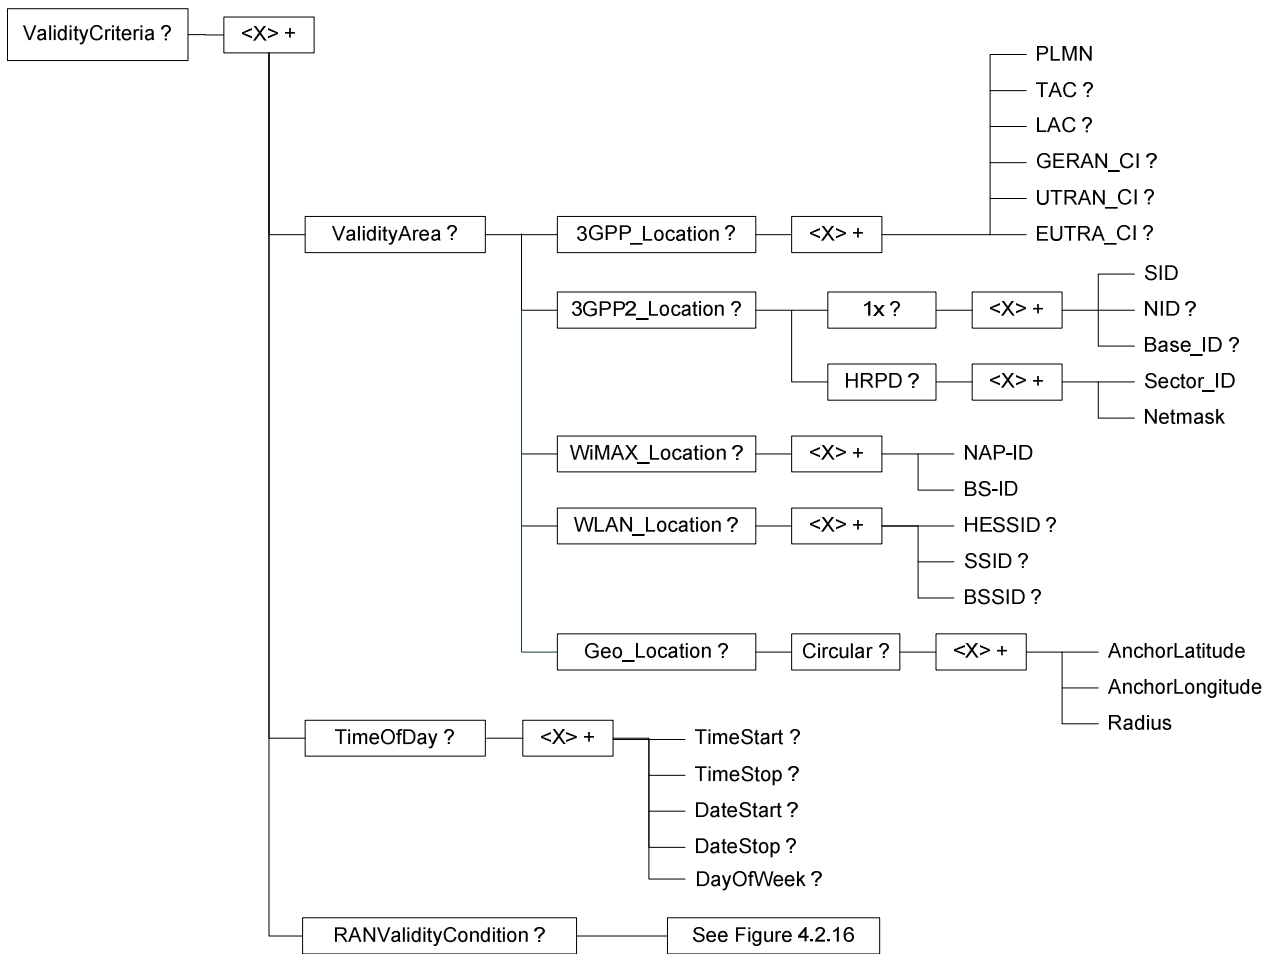 ValidityCriteria ?
<X> +
PLMN
TAC ?
LAC ?
GERAN_CI ?
UTRAN_CI ?
EUTRA_CI ?
ValidityArea ?
3GPP_Location ?
<X> +
SID
NID ?
Base_ID ?
3GPP2_Location ?
1x ?
<X> +
HRPD ?
<X> +
Sector_ID
Netmask
WiMAX_Location ?
<X> +
NAP-ID
BS-ID
WLAN_Location ?
<X> +
HESSID ?
SSID ?
BSSID ?
Geo_Location ?
Circular ?
<X> +
AnchorLatitude
AnchorLongitude
Radius
TimeOfDay ?
<X> +
TimeStart ?
TimeStop ?
DateStart ?
DateStop ?
DayOfWeek ?
RANValidityCondition ?
See Figure 4.2.16